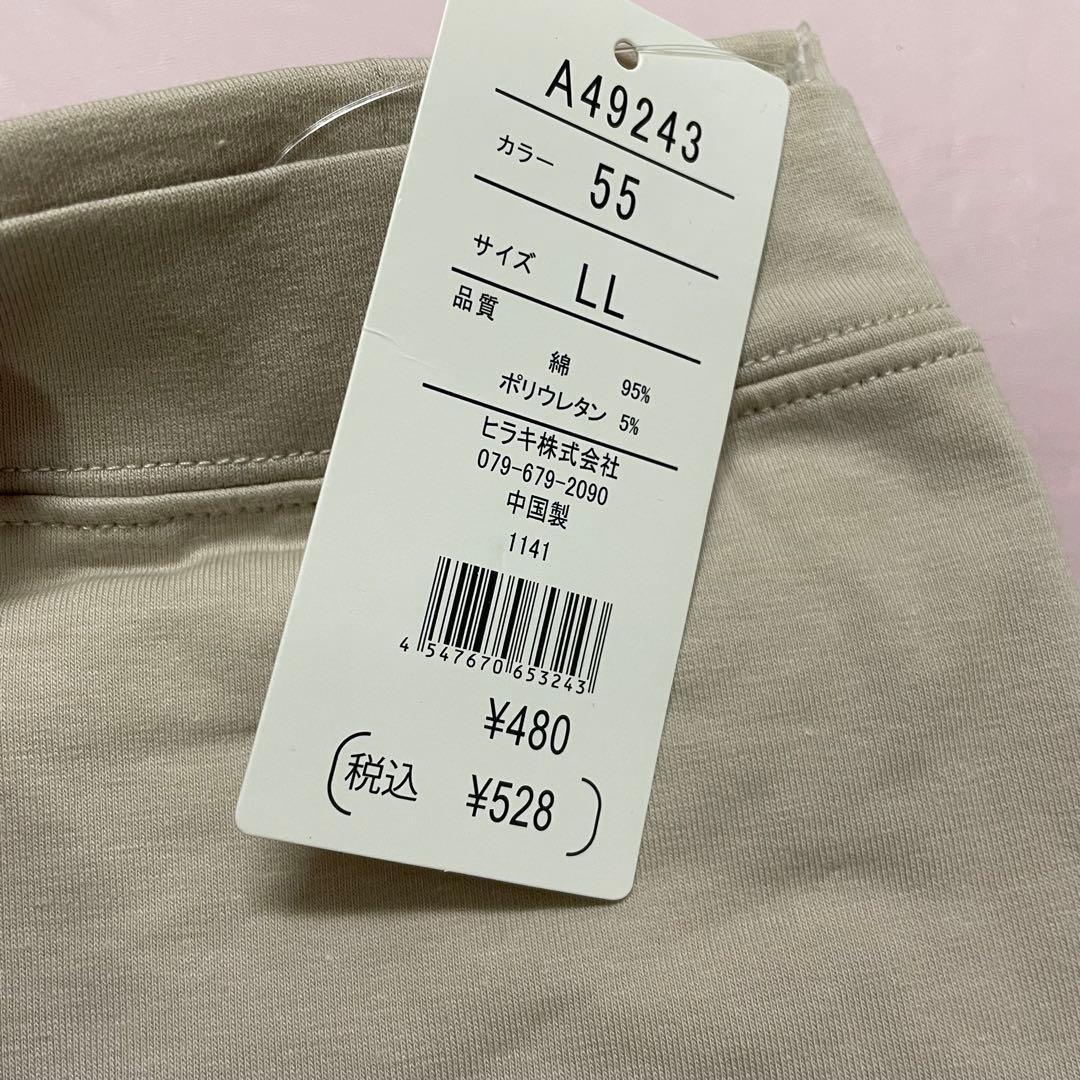 A49243
カラー 55
サイズ LL
品質
綿 95%
ポリウレタン 5%
ヒラキ株式会社
079-679-2090
中国製
1141
4 547670 653243
¥480
(税込 ¥528)